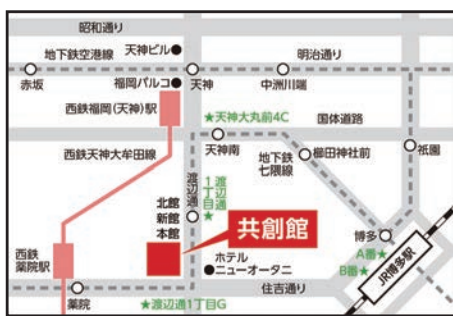 昭和通り
地下鉄空港線
天神ビル
明治通り
赤坂
福岡パルコ
天神
中洲川端
西鉄福岡(天神)駅
★天神大丸前4C
国体道路
天神南
西鉄天神大牟田線
地下鉄七隈線
櫛田神社前
祇園
渡辺通
渡辺通1丁目★
北館
新館
本館
共創館
博多
西鉄
薬院駅
ホテル
ニューオータニ
A番★
B番★
JR博多駅
薬院
★渡辺通1丁目G
住吉通り